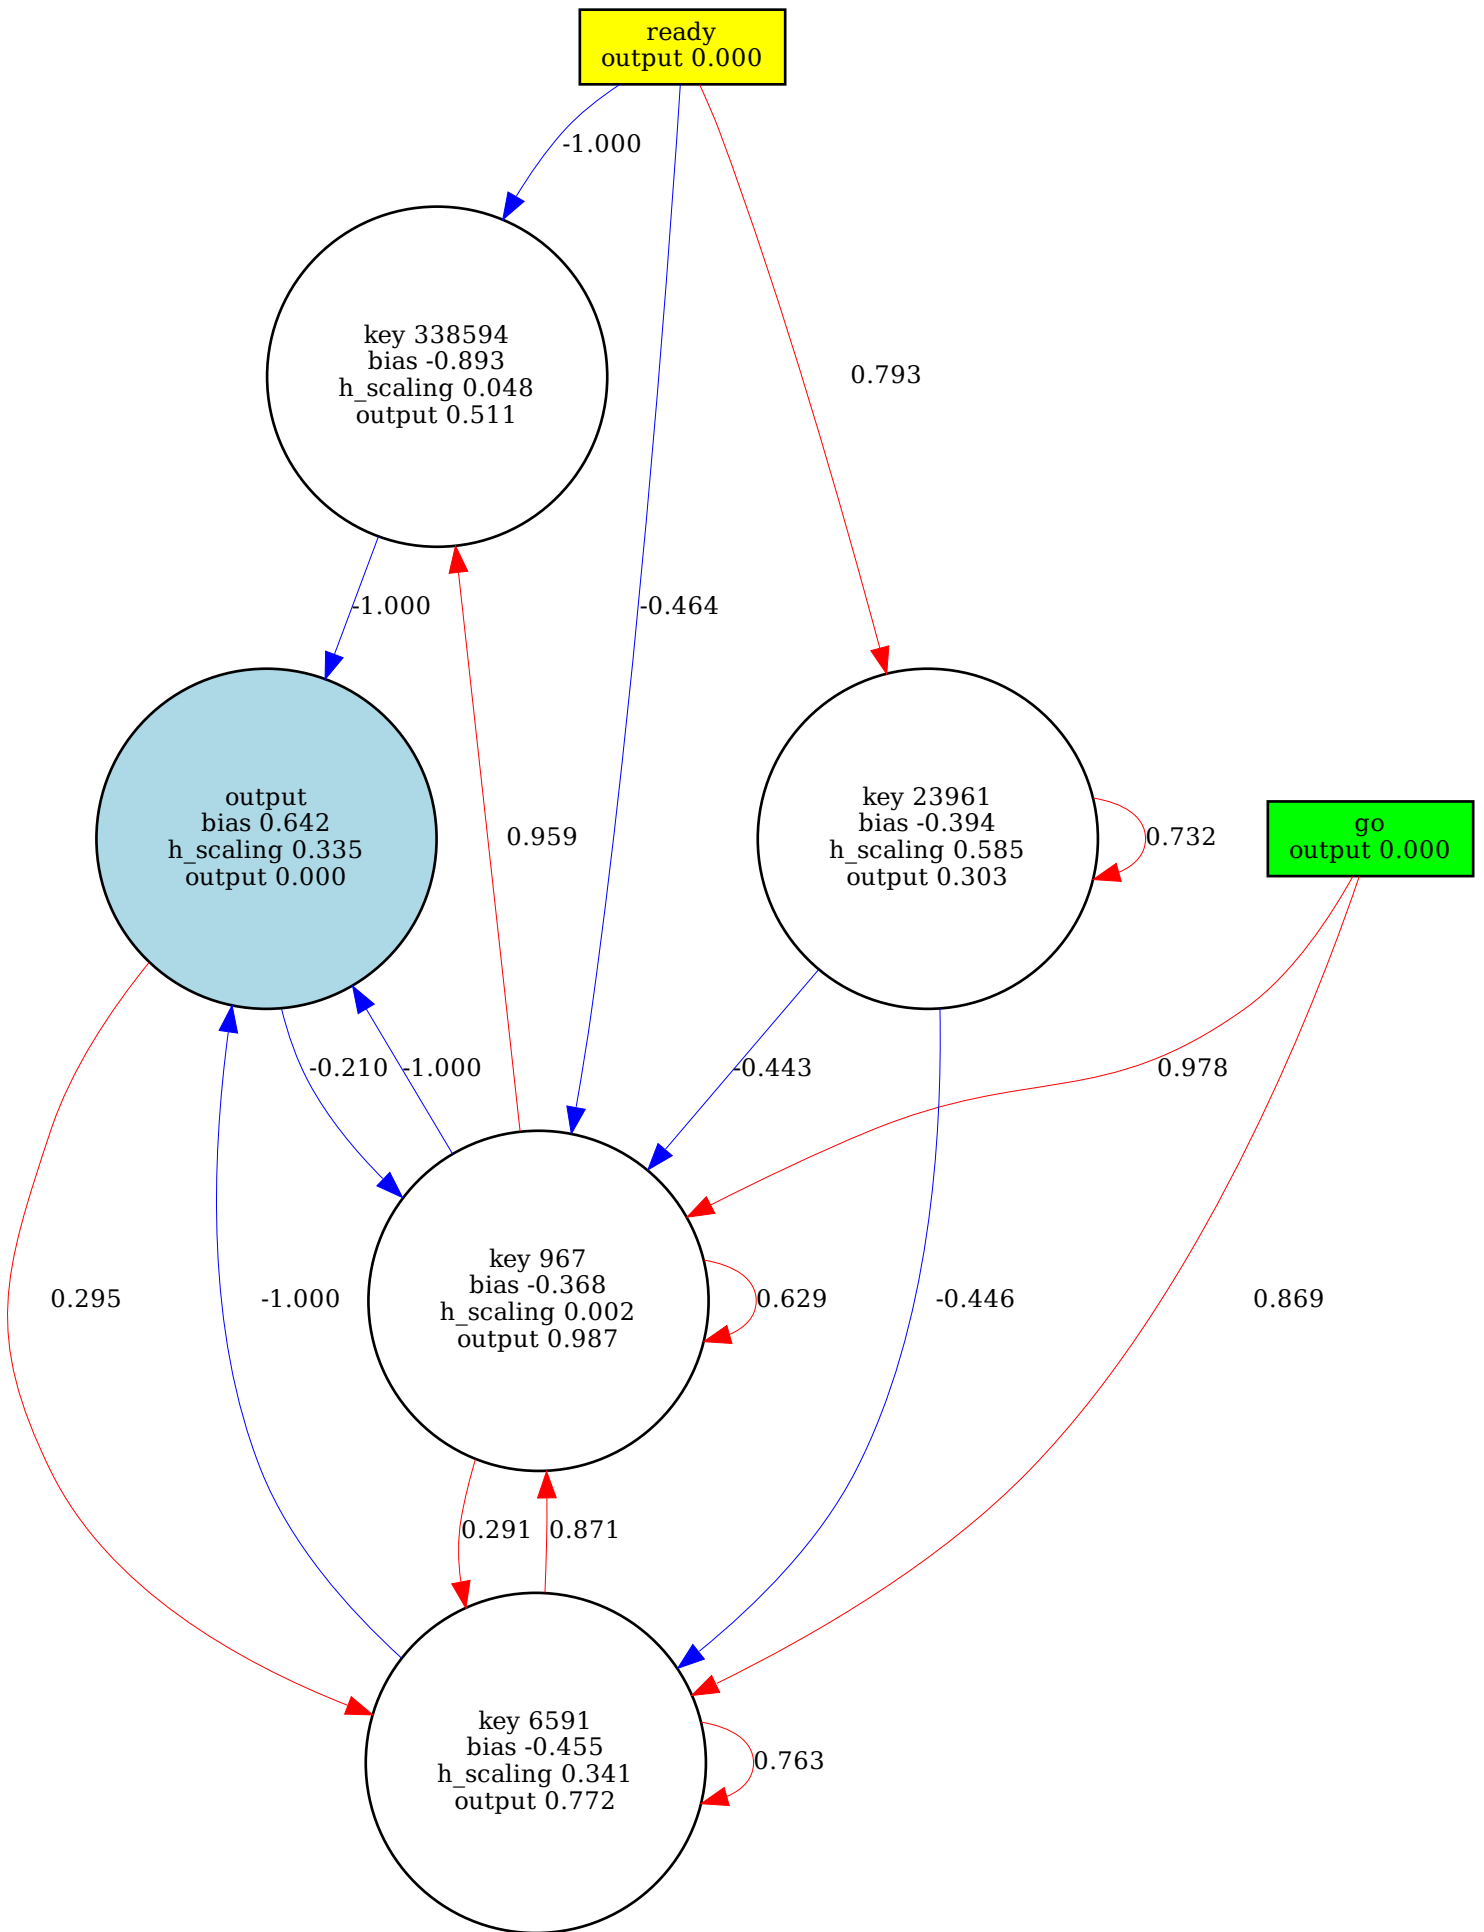 ready
output 0.000
-1.000
key 338594
bias -0.893
h_scaling 0.048
output 0.511
0.793
-1.000
-0.464
output
bias 0.642
h_scaling 0.335
output 0.000
0.959
key 23961
bias -0.394
h_scaling 0.585
output 0.303
0.732
go
output 0.000
-0.210
-1.000
-0.443
0.978
0.295
-1.000
key 967
bias -0.368
h_scaling 0.002
output 0.987
0.629
-0.446
0.869
0.291
0.871
key 6591
bias -0.455
h_scaling 0.341
output 0.772
0.763